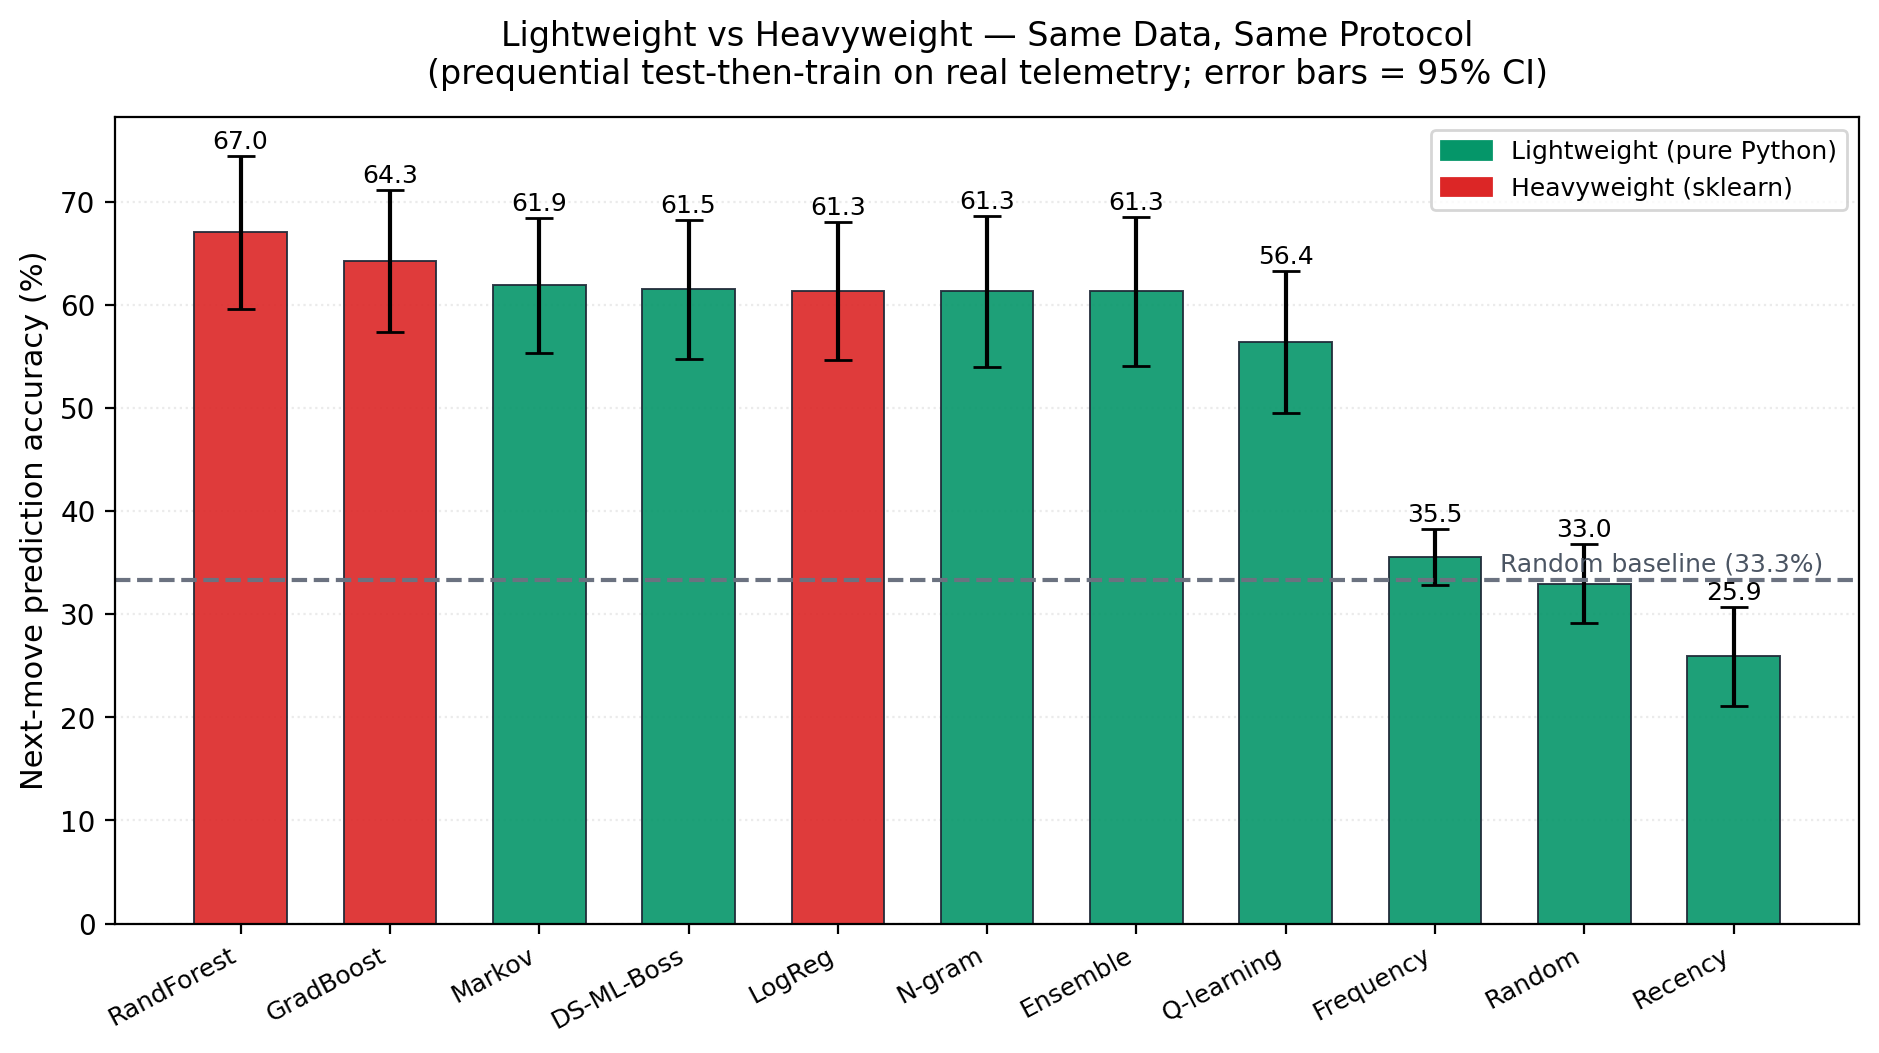 Lightweight vs Heavyweight — Same Data, Same Protocol
(prequential test-then-train on real telemetry; error bars = 95% CI)
Next-move prediction accuracy (%)
70
60
50
40
30
20
10
0
67.0
64.3
61.9
61.5
61.3
61.3
61.3
56.4
35.5
33.0
25.9
Lightweight (pure Python)
Heavyweight (sklearn)
Random baseline (33.3%)
RandForest
GradBoost
Markov
DS-ML-Boss
LogReg
N-gram
Ensemble
Q-learning
Frequency
Random
Recency